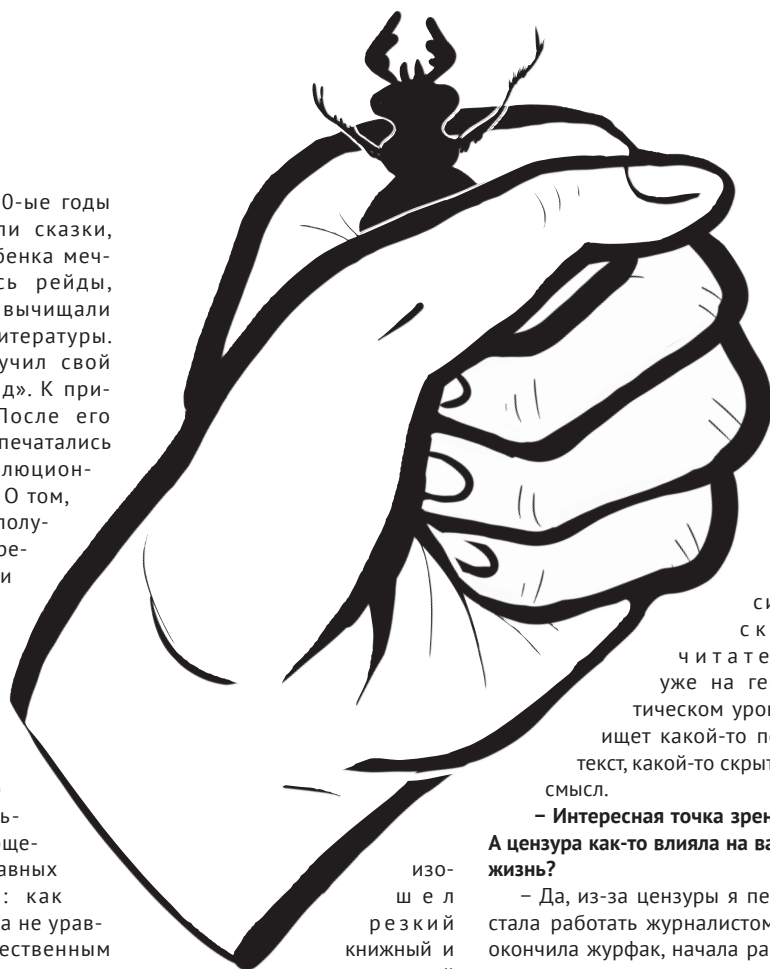 0-ые годы
ли сказки,
бенка меч-
сь рейды,
вычищали
итературы.
учил свой
д». К при-
После его
печатались
люцион-
О том,
полу-
ре-
и
ь-
ще-
авных
: как
а не урав-
ественным
изо-
шел
резкий
книжный и
си
ск
читате
уже на ге
тическом уров
ищет какой-то по
текст, какой-то скрыт
смысл.
– Интересная точка зрен
А цензура как-то влияла на ва
жизнь?
– Да, из-за цензуры я пе
стала работать журналистом
окончила журфак, начала ра